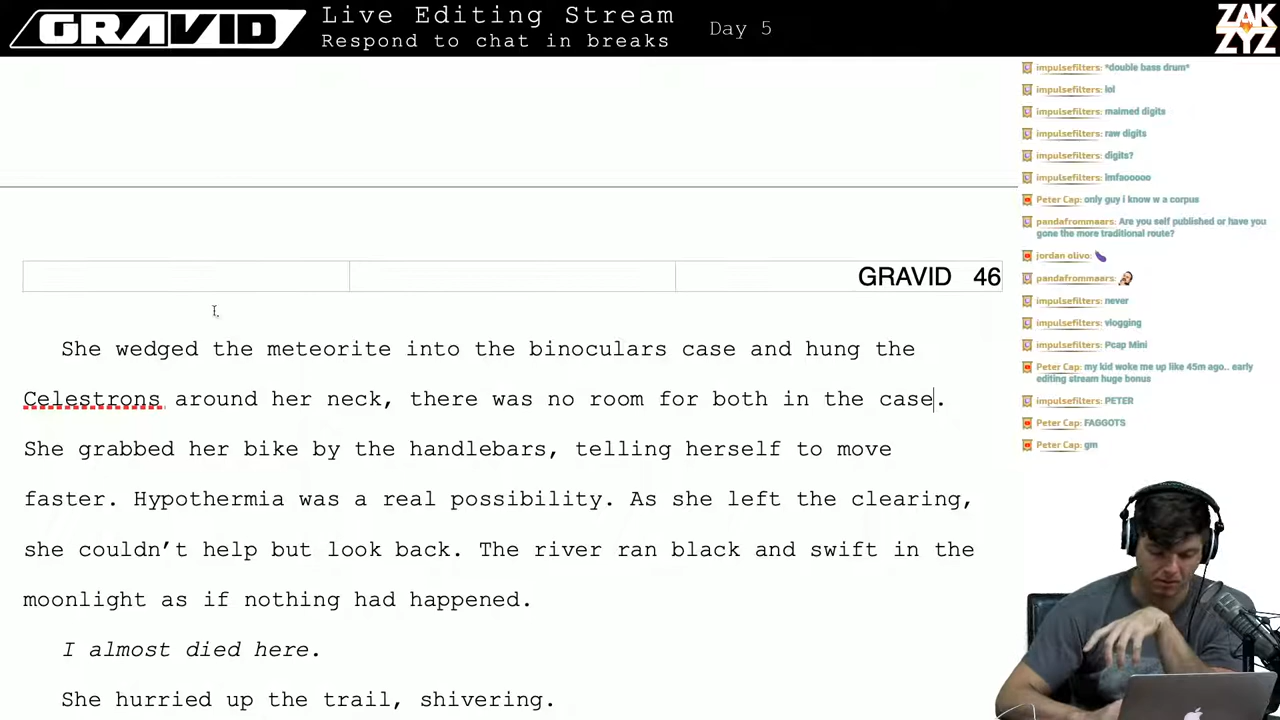 GRAVID
Live Editing Stream
Respond to chat in breaks
Day 5
ZAK
ZYZ
impulsefilters: *double bass drum*
impulsefilters: lol
impulsefilters: maimed digits
impulsefilters: raw digits
impulsefilters: digits?
impulsefilters: lmfaooooo
Peter Cap: only guy i know w a corpus
pandafrommaars: Are you self published or have you
gone the more traditional route?
jordan olivo:
pandafrommaars:
impulsefilters: never
impulsefilters: vlogging
impulsefilters: Pcap Mini
Peter Cap: my kid woke me up like 45m ago.. early
editing stream huge bonus
impulsefilters: PETER
Peter Cap: FAGGOTS
Peter Cap: gm
GRAVID 46
She wedged the meteorite into the binoculars case and hung the
Celestrons around her neck, there was no room for both in the case.
She grabbed her bike by the handlebars, telling herself to move
faster. Hypothermia was a real possibility. As she left the clearing,
she couldn’t help but look back. The river ran black and swift in the
moonlight as if nothing had happened.
I almost died here.
She hurried up the trail, shivering.